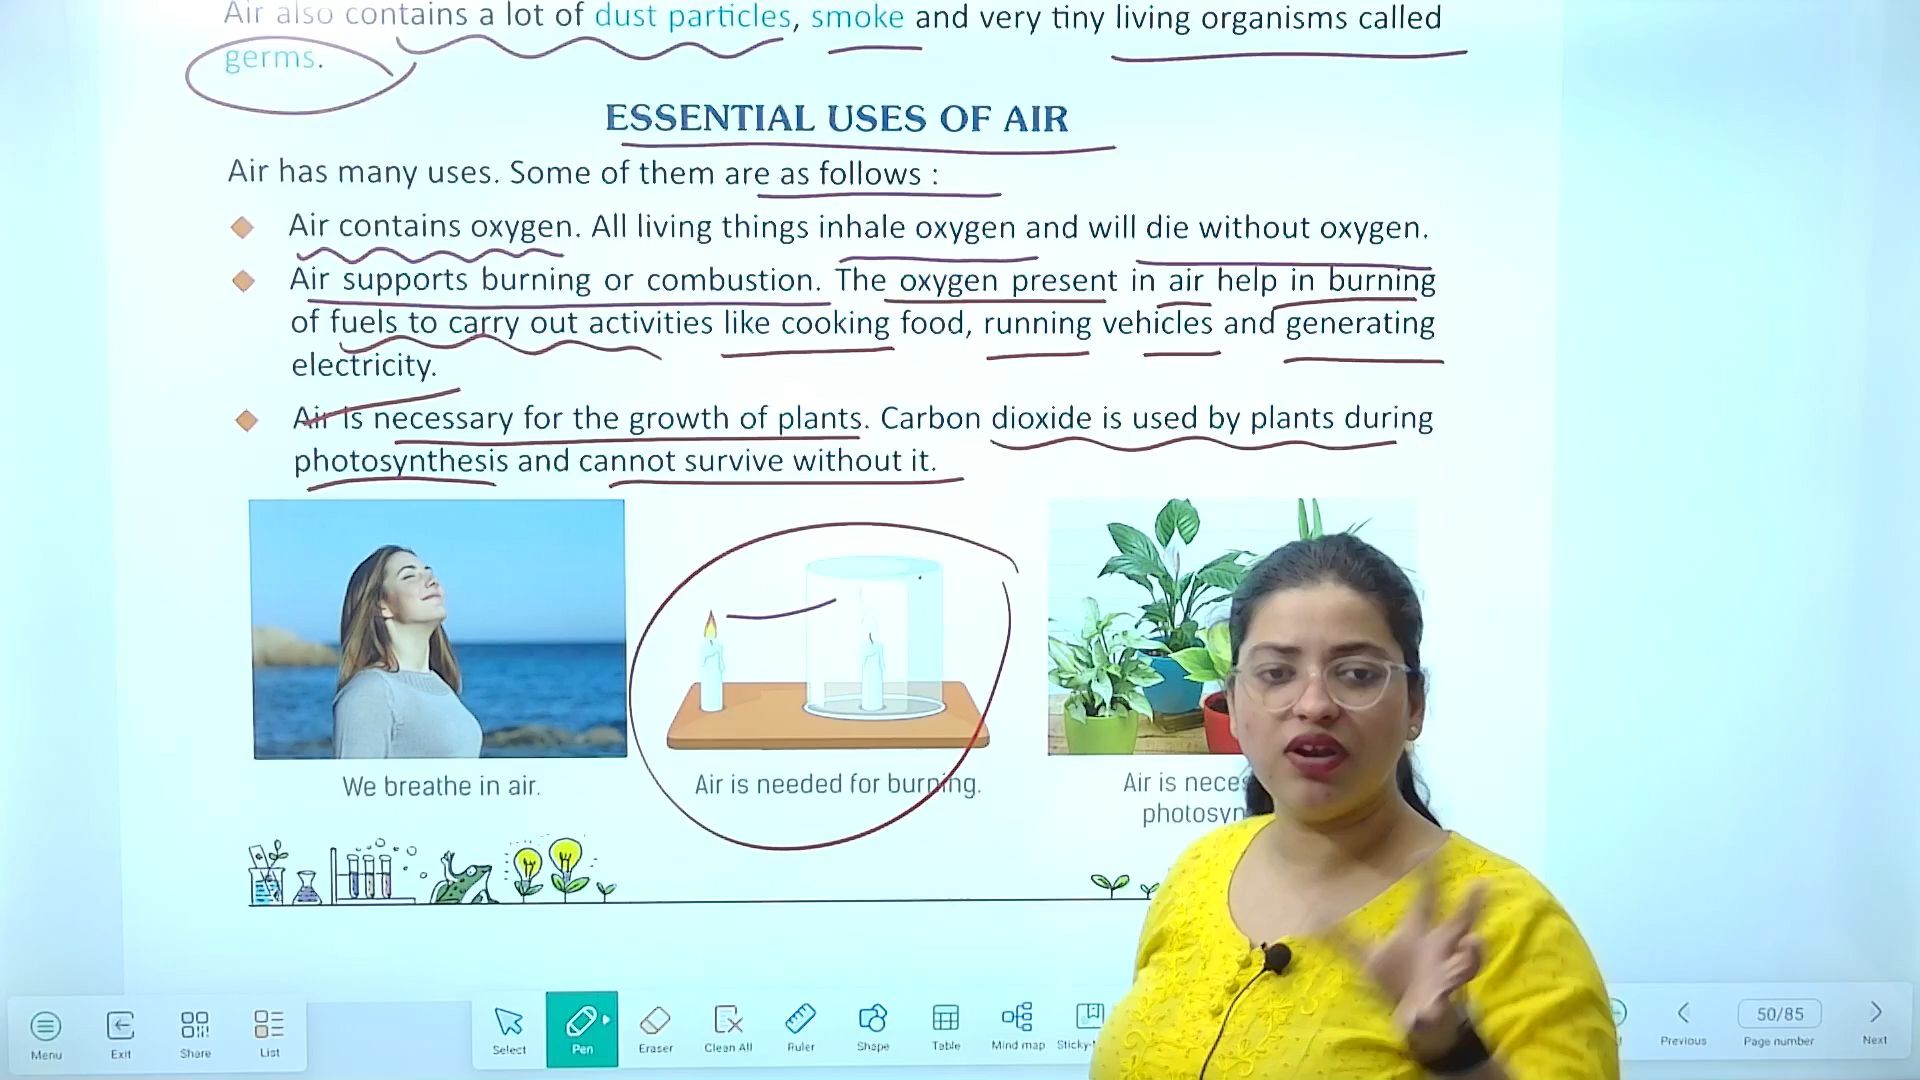 Air also contains a lot of dust particles, smoke and very tiny living organisms called
germs.
ESSENTIAL USES OF AIR
Air has many uses. Some of them are as follows :
Air contains oxygen. All living things inhale oxygen and will die without oxygen.
Air supports burning or combustion. The oxygen present in air help in burning
of fuels to carry out activities like cooking food, running vehicles and generating
electricity.
Air is necessary for the growth of plants. Carbon dioxide is used by plants during
photosynthesis and cannot survive without it.
We breathe in air.
Air is needed for burning.
Air is
Menu
Exit
Share
List
Select
Pen
Eraser
Clean All
Ruler
Shape
Table
Mind map
Sticky-
Previous
50/85
Page number
Next